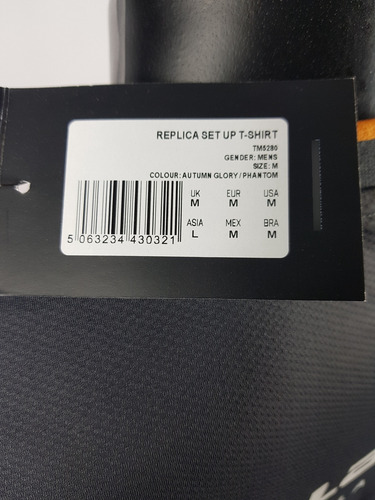 REPLICA SET UP T-SHIRT
TM5280
GENDER: MENS
SIZE: M
COLOUR: AUTUMN GLORY / PHANTOM
UK EUR USA
M M M
ASIA MEX BRA
L M M
5 063234 430321